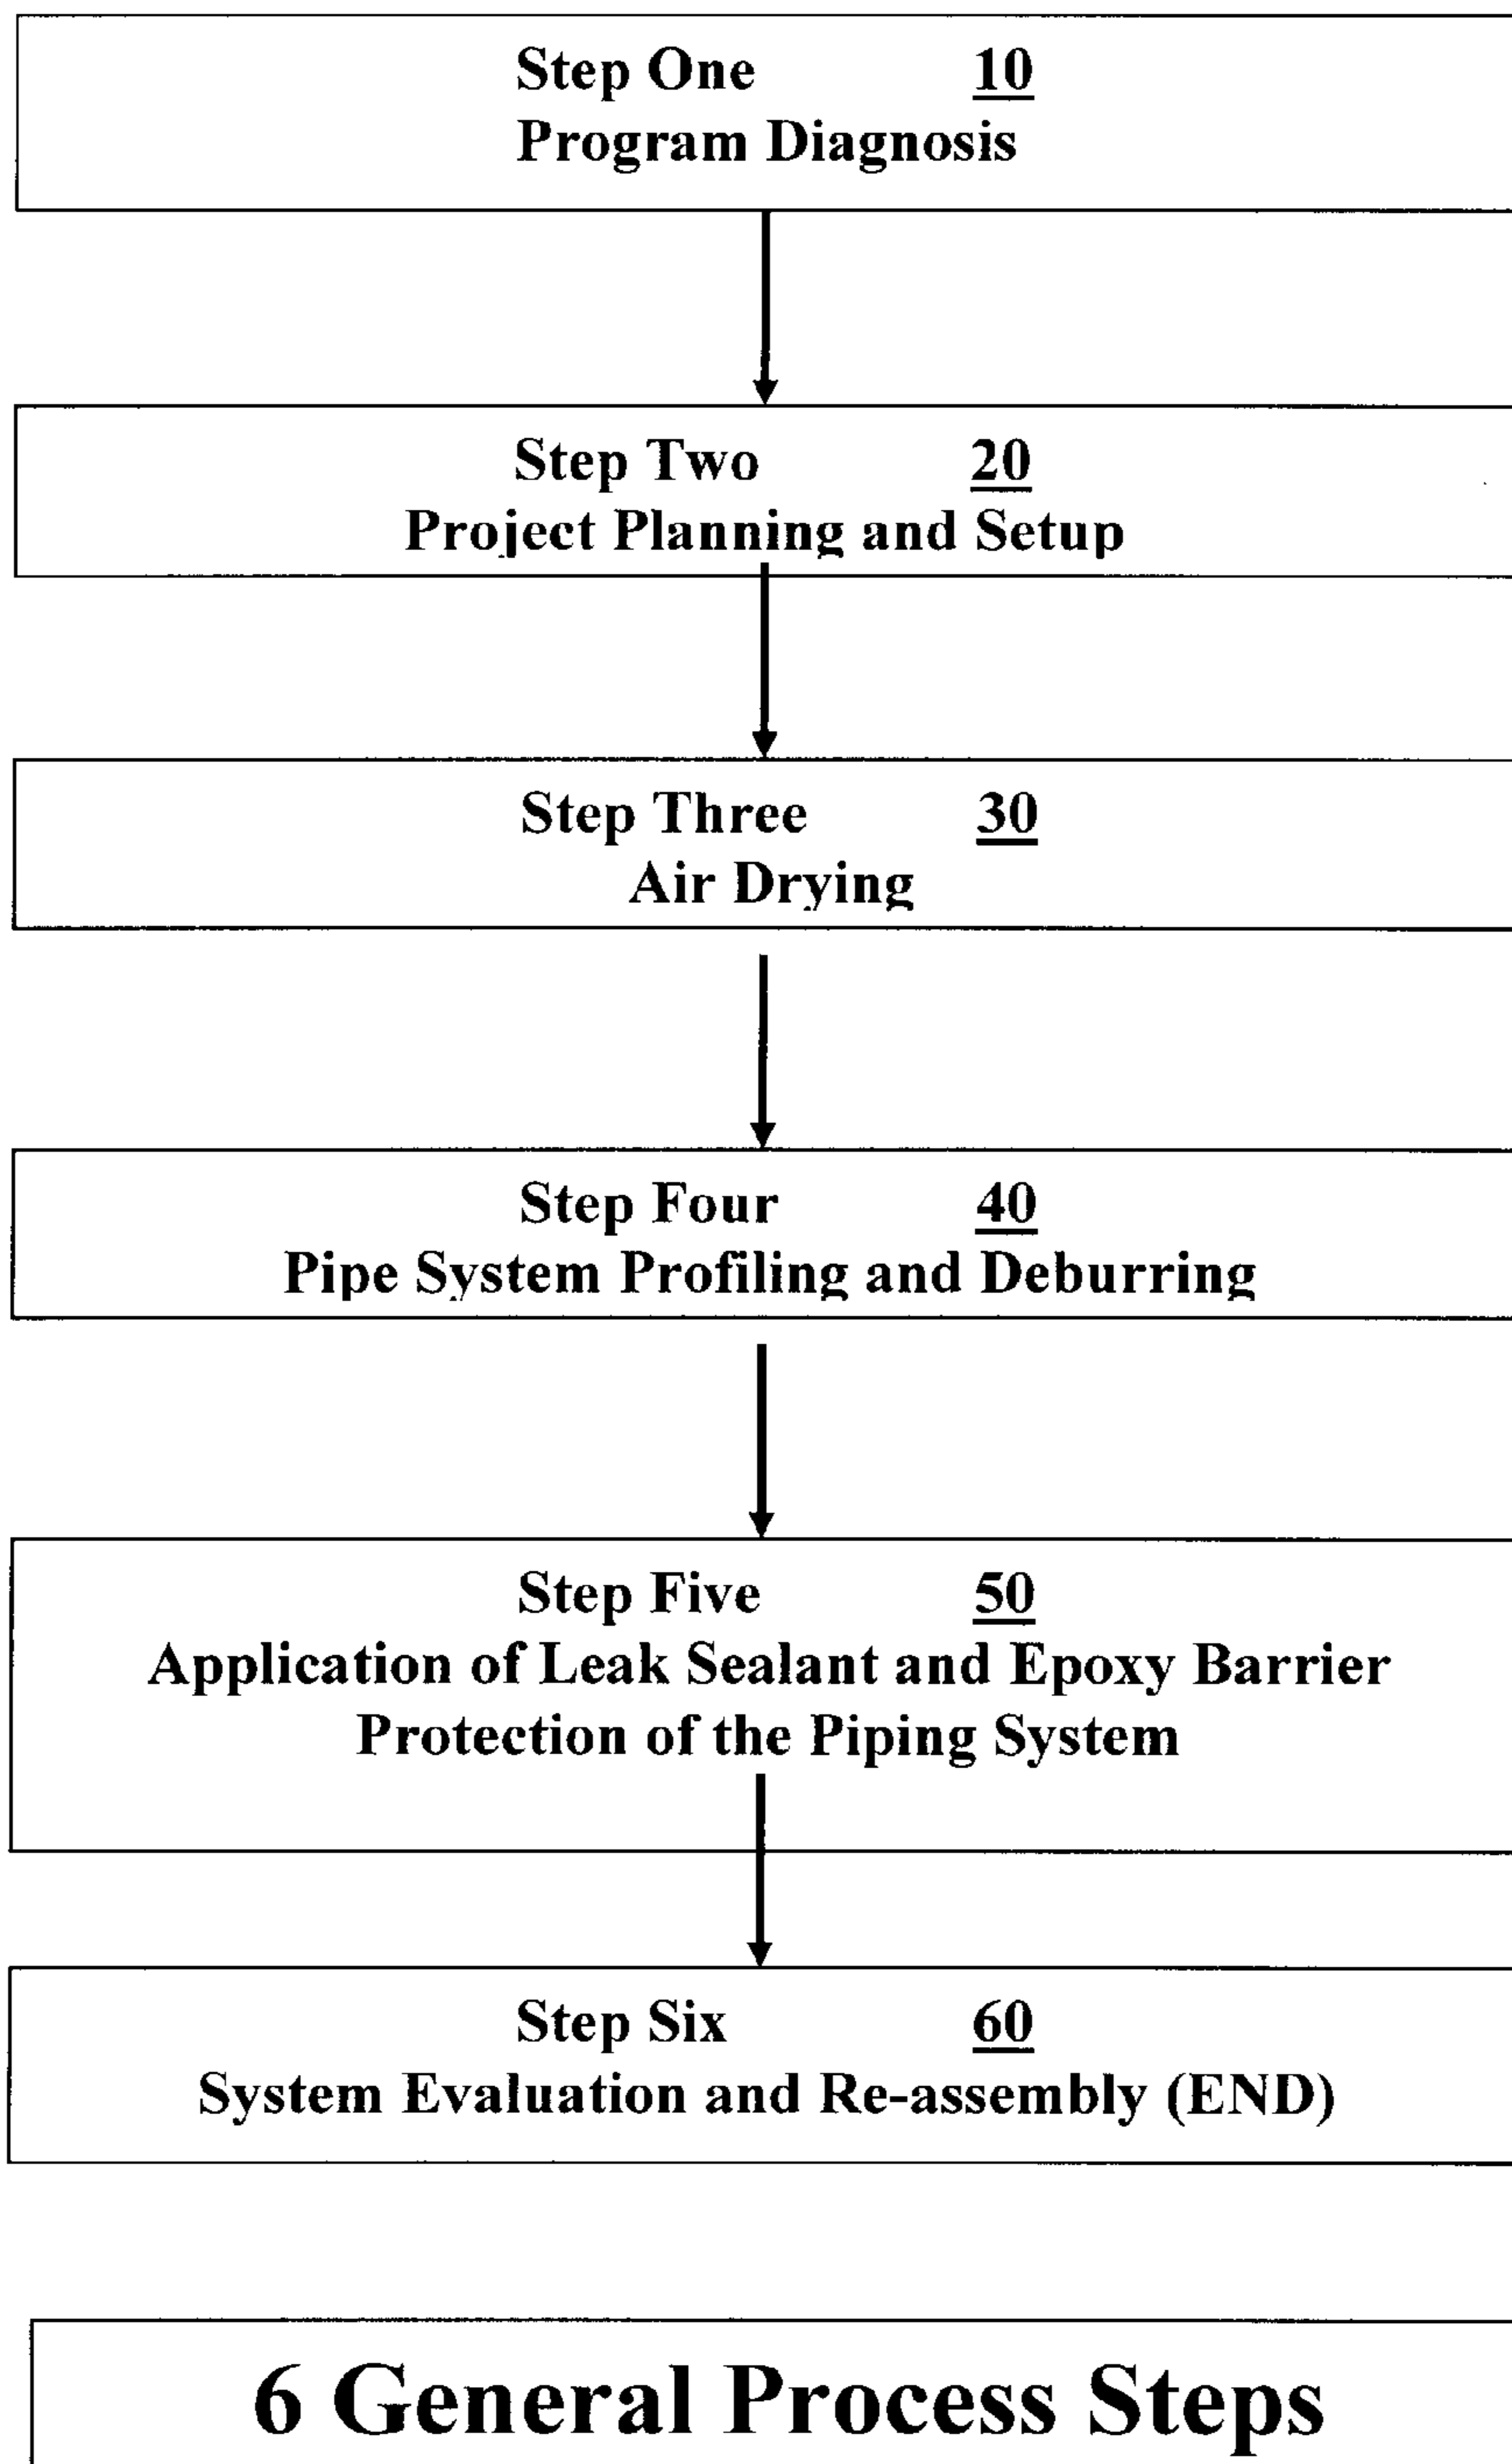 Step One 10
Program Diagnosis
Step Two 20
Project Planning and Setup
Step Three 30
Air Drying
Step Four 40
Pipe System Profiling and Deburring
Step Five 50
Application of Leak Sealant and Epoxy Barrier
Protection of the Piping System
Step Six 60
System Evaluation and Re-assembly (END)
6 General Process Steps